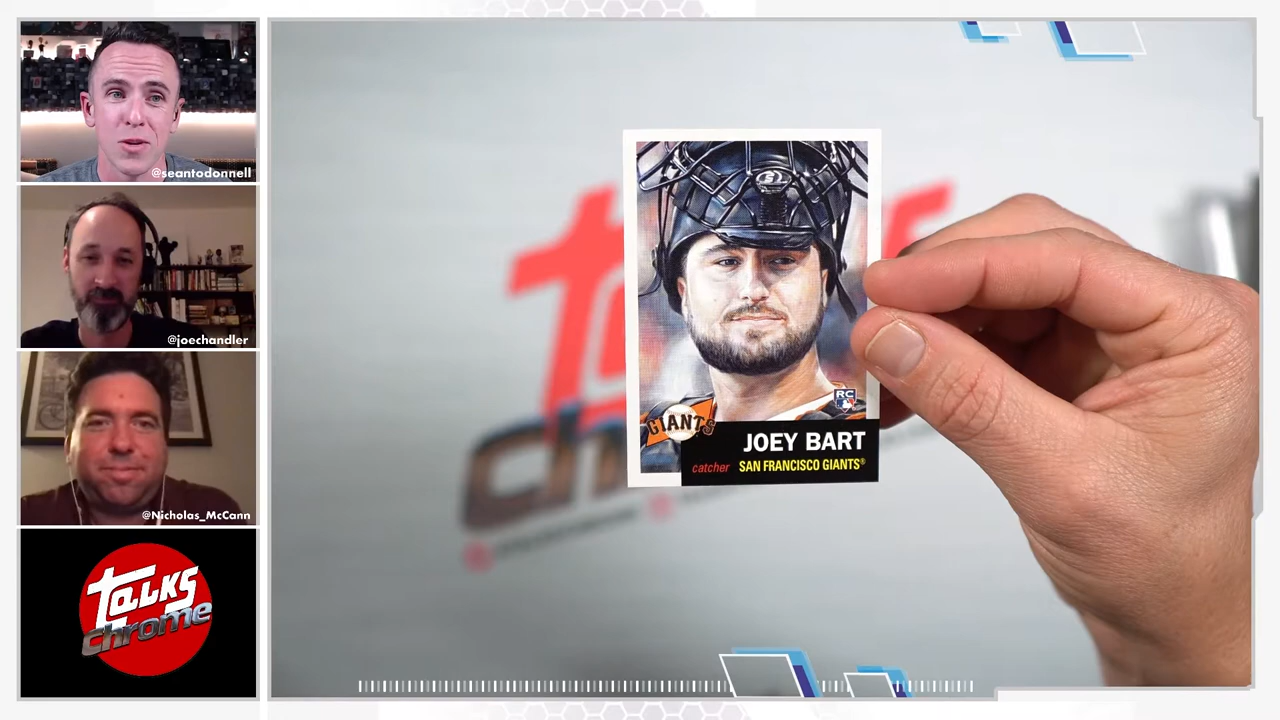 @seantodonnell
@joechandler
@Nicholas_McCann
talks
chrome
S
RC
GIANTS
JOEY BART
catcher SAN FRANCISCO GIANTS®